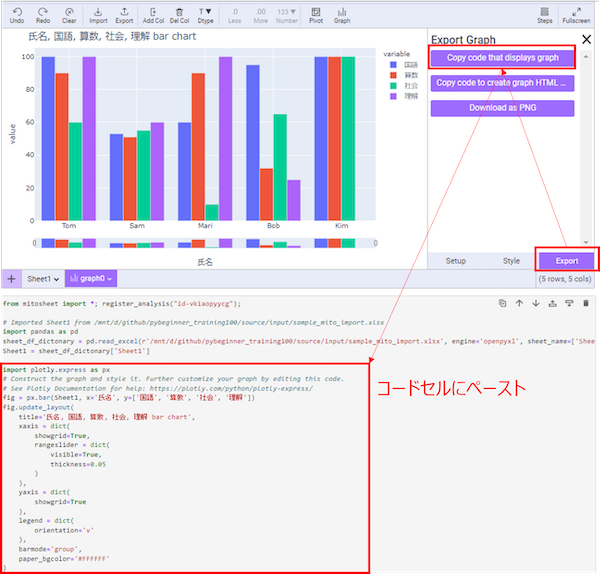 Undo Redo Clear Import Export Add Col Del Col Dtype Less More Number Pivot Graph Steps Fullscreen
.0 .00 123
氏名, 国語, 算数, 社会, 理解 bar chart
variable
国語
算数
社会
理解
value
100
80
60
40
20
0
Tom Sam Mari Bob Kim
0 0
氏名
Export Graph
Copy code that displays graph
Copy code to create graph HTML ...
Download as PNG
Setup Style Export
+ Sheet1 graph0 (5 rows, 5 cols)
from mitosheet import *; register_analysis("id-vkiaopyycg");
# Imported Sheet1 from /mnt/d/github/pybeginner_training100/source/input/sample_mito_import.xlsx
import pandas as pd
sheet_df_dictionary = pd.read_excel(r'/mnt/d/github/pybeginner_training100/source/input/sample_mito_import.xlsx', engine='openpyxl', sheet_name=['She
Sheet1 = sheet_df_dictionary['Sheet1']
import plotly.express as px
# Construct the graph and style it. Further customize your graph by editing this code.
# See Plotly Documentation for help: https://plotly.com/python/plotly-express/
fig = px.bar(Sheet1, x='氏名', y=['国語', '算数', '社会', '理解'])
fig.update_layout(
title='氏名, 国語, 算数, 社会, 理解 bar chart',
xaxis = dict(
showgrid=True,
rangeslider = dict(
visible=True,
thickness=0.05
)
),
yaxis = dict(
showgrid=True
),
legend = dict(
orientation='v'
),
barmode='group',
paper_bgcolor='#FFFFFF'
)
コードセルにペースト